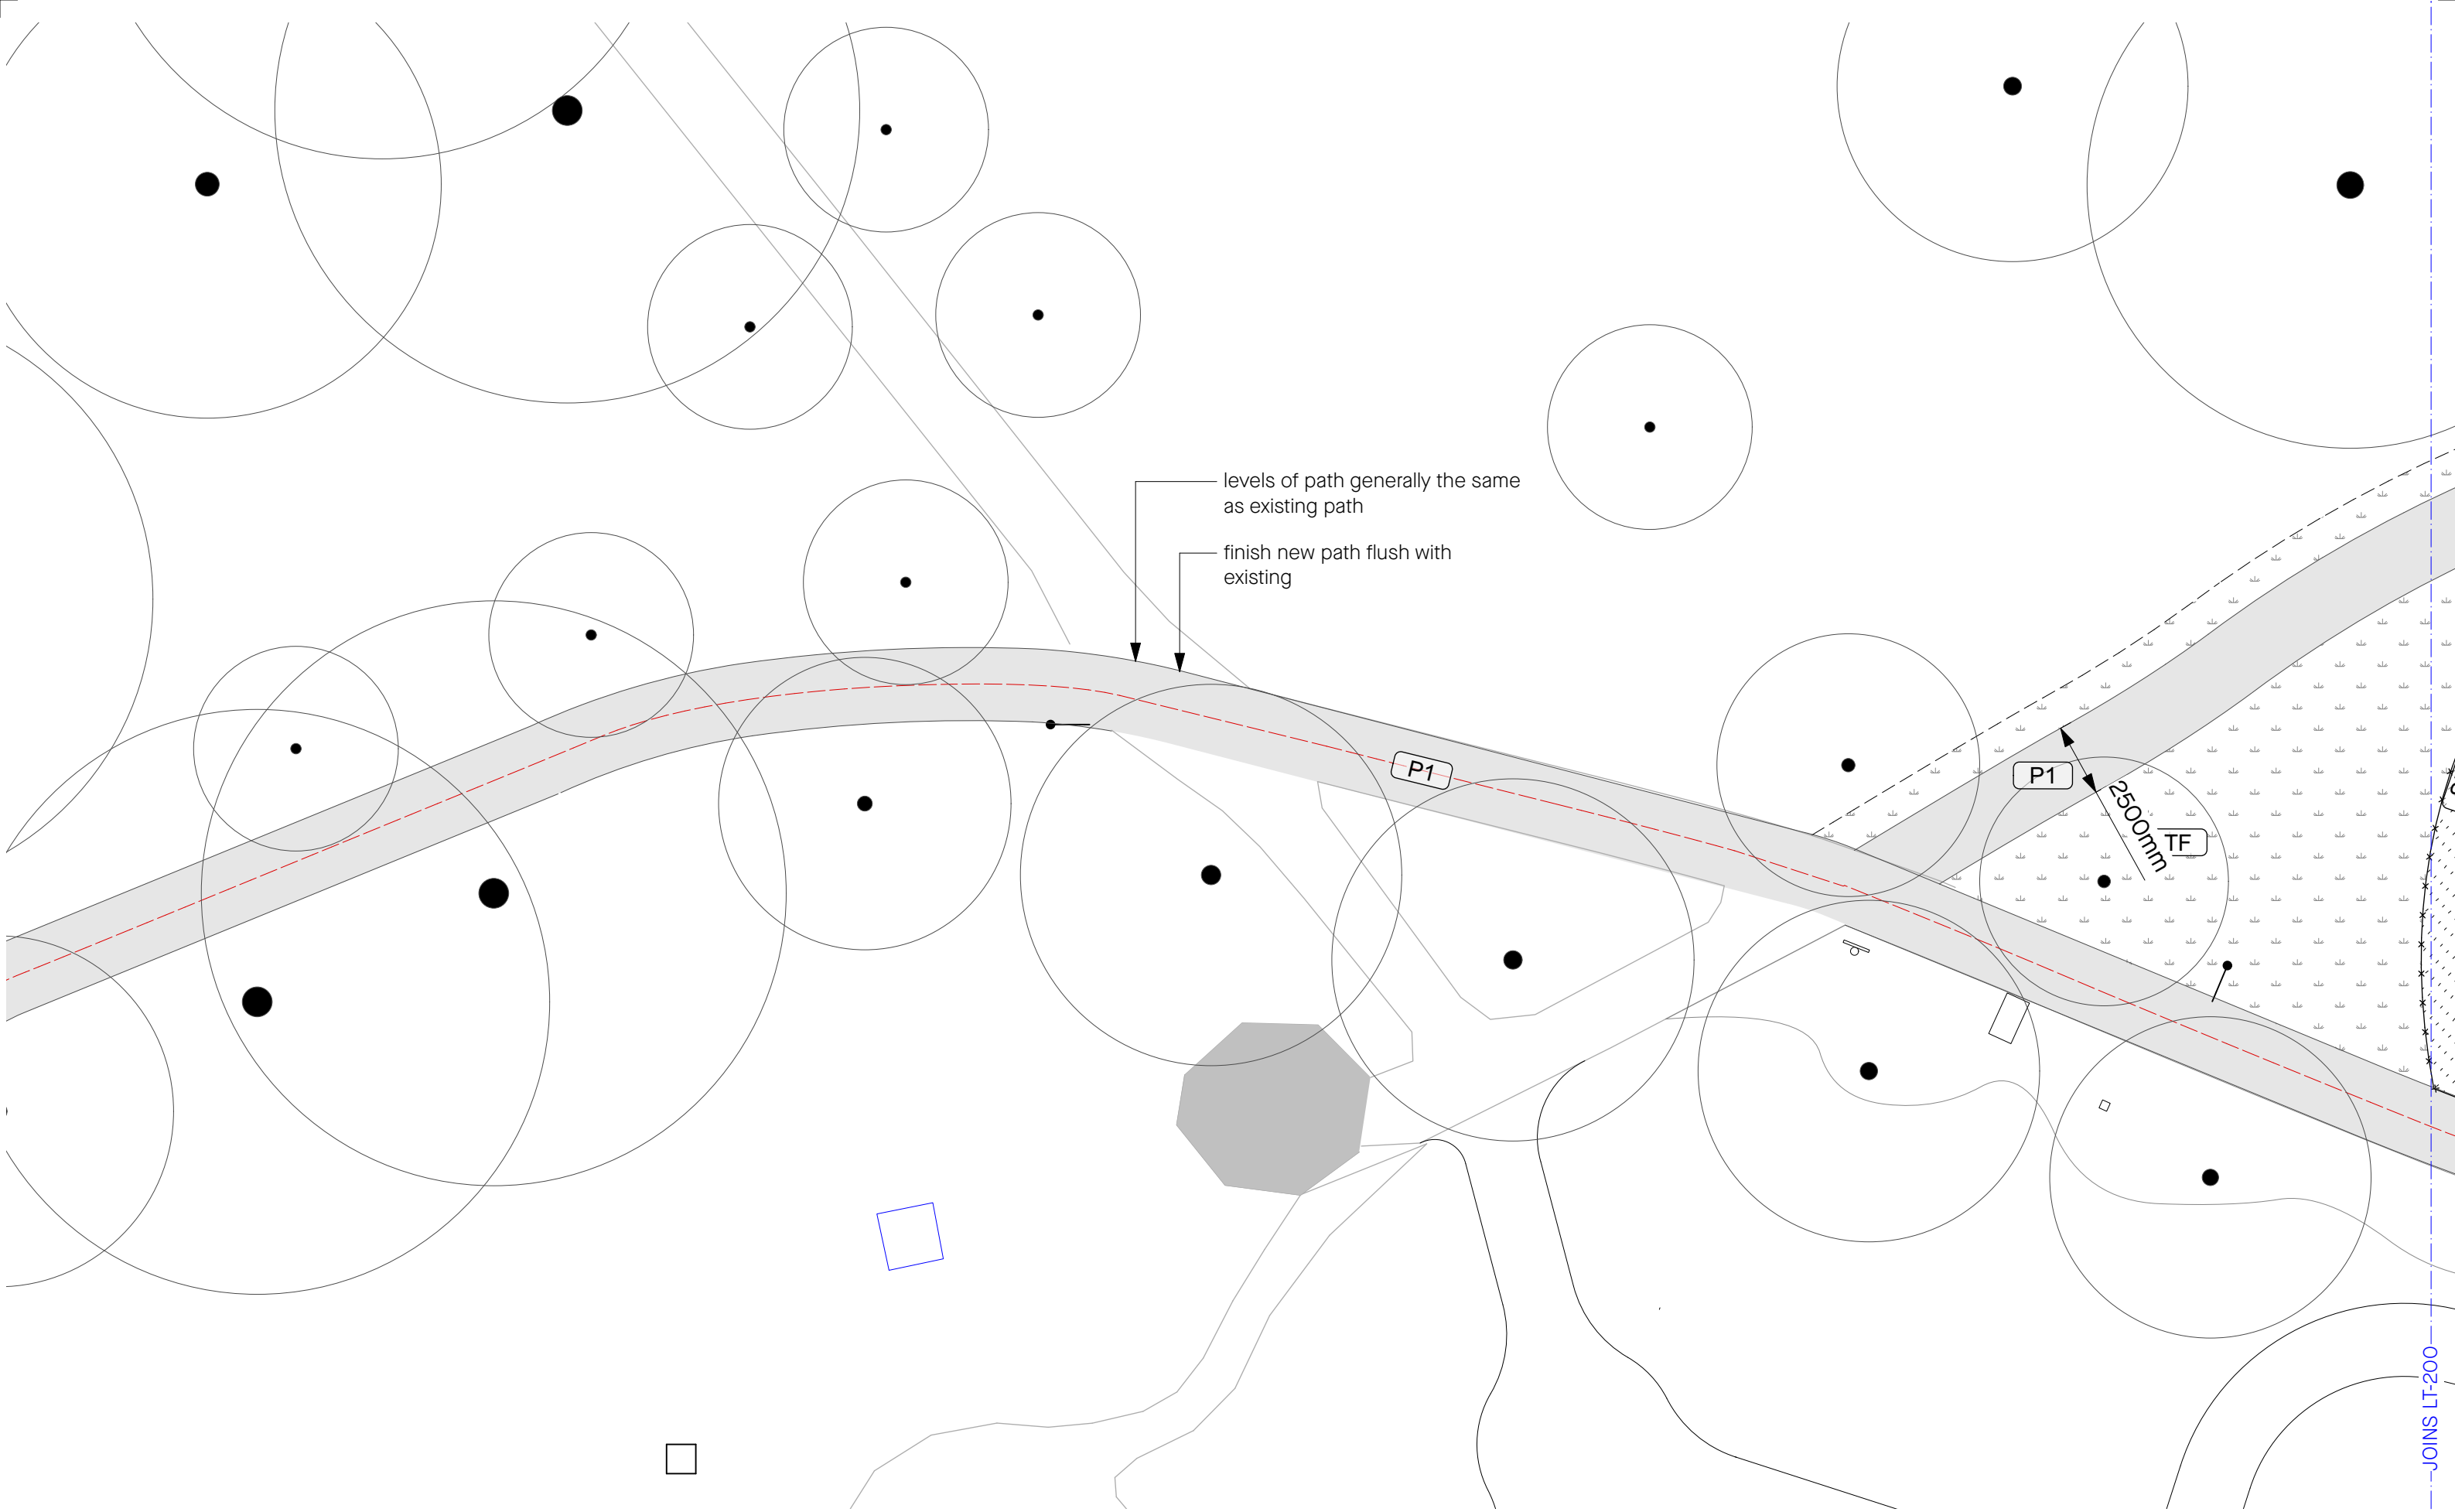 levels of path generally the same
as existing path
finish new path flush with
existing
P1
P1
2500mm
TF
JOINS LT-200